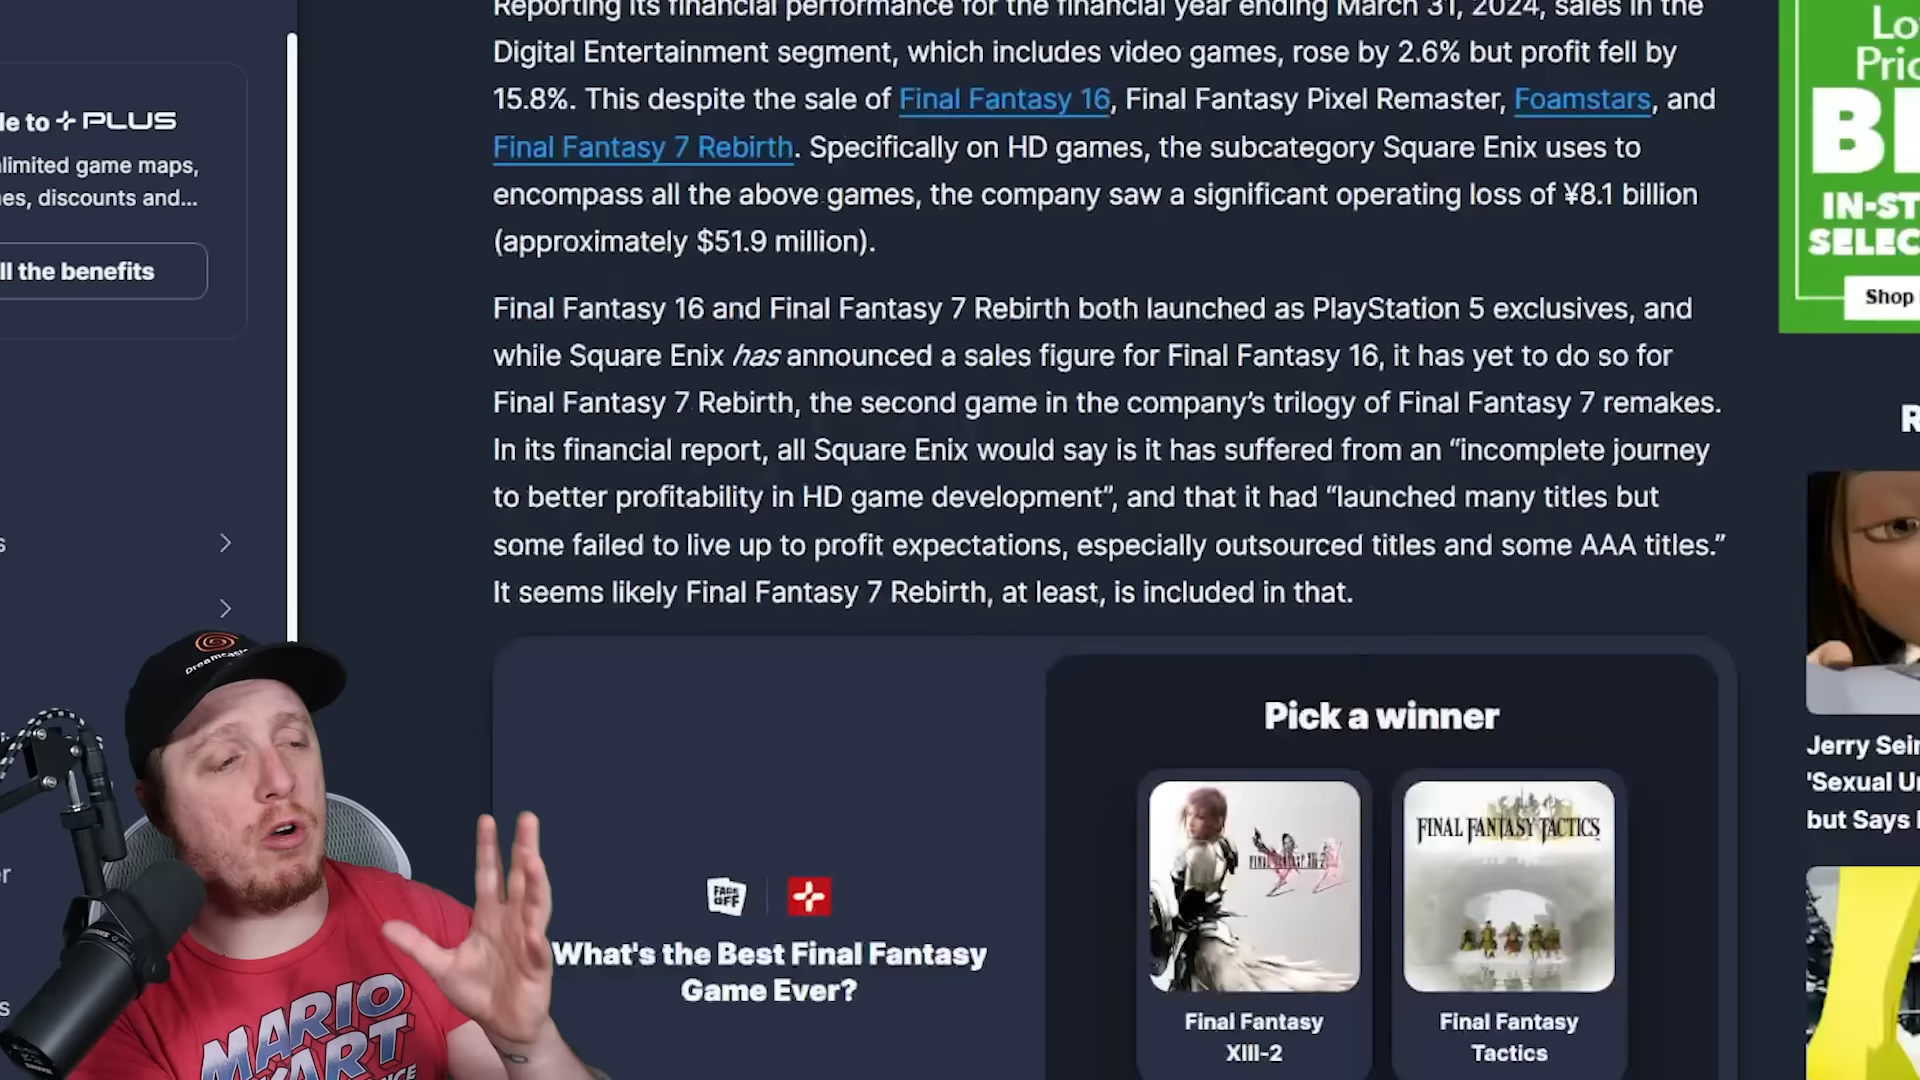 Reporting its financial performance for the financial year ending March 31, 2024, sales in the
Digital Entertainment segment, which includes video games, rose by 2.6% but profit fell by
15.8%. This despite the sale of Final Fantasy 16, Final Fantasy Pixel Remaster, Foamstars, and
Final Fantasy 7 Rebirth. Specifically on HD games, the subcategory Square Enix uses to
encompass all the above games, the company saw a significant operating loss of ¥8.1 billion
(approximately $51.9 million).
Final Fantasy 16 and Final Fantasy 7 Rebirth both launched as PlayStation 5 exclusives, and
while Square Enix has announced a sales figure for Final Fantasy 16, it has yet to do so for
Final Fantasy 7 Rebirth, the second game in the company’s trilogy of Final Fantasy 7 remakes.
In its financial report, all Square Enix would say is it has suffered from an “incomplete journey
to better profitability in HD game development”, and that it had “launched many titles but
some failed to live up to profit expectations, especially outsourced titles and some AAA titles.”
It seems likely Final Fantasy 7 Rebirth, at least, is included in that.
de to + PLUS
nlimited game maps,
es, discounts and...
ll the benefits
s
er
s
Dreamcast
SHURE
MARIO
KART
FACE
OFF
What's the Best Final Fantasy
Game Ever?
Pick a winner
FINAL FANTASY XIII-2
FINAL FANTASY TACTICS
Final Fantasy
XIII-2
Final Fantasy
Tactics
Lo
Pric
BI
IN-ST
SELEC
Shop
R
Jerry Sei
'Sexual U
but Says